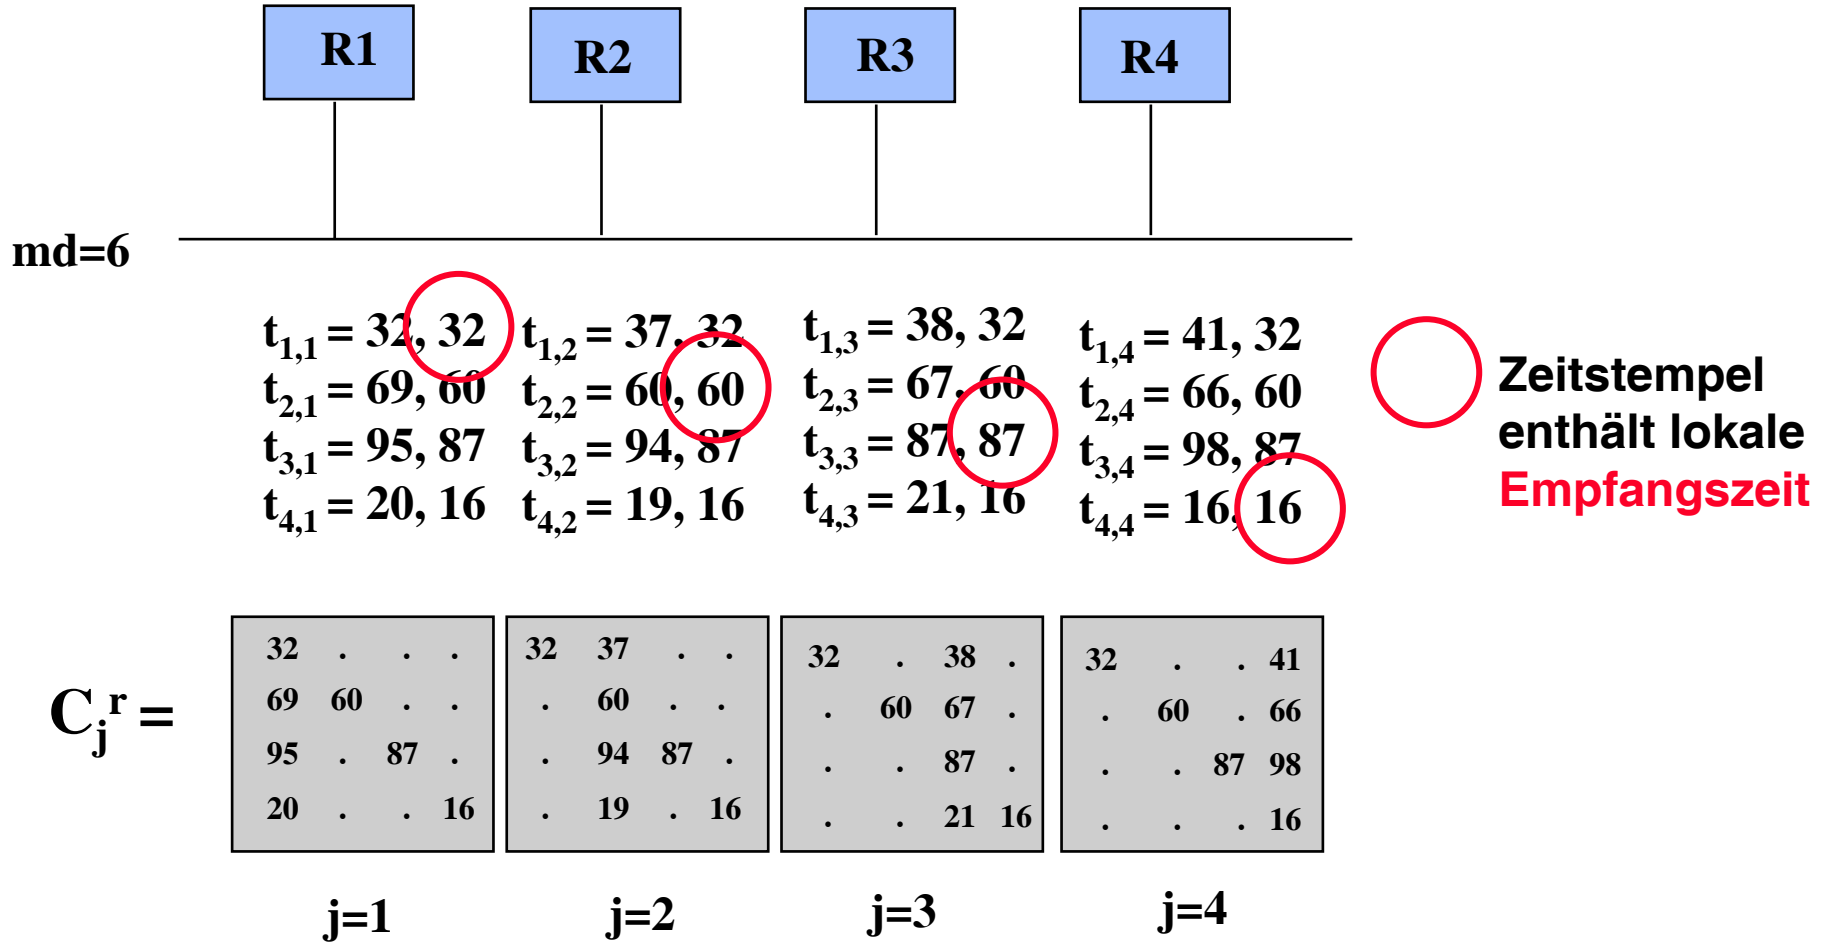 R1 R2 R3 R4
md=6
t1,1 = 32, 32 t1,2 = 37, 32 t1,3 = 38, 32 t1,4 = 41, 32
t2,1 = 69, 60 t2,2 = 60, 60 t2,3 = 67, 60 t2,4 = 66, 60
t3,1 = 95, 87 t3,2 = 94, 87 t3,3 = 87, 87 t3,4 = 98, 87
t4,1 = 20, 16 t4,2 = 19, 16 t4,3 = 21, 16 t4,4 = 16, 16
Zeitstempel
enthält lokale
Empfangszeit
Cjr =
32 . . .
69 60 . .
95 . 87 .
20 . . 16
32 37 . .
. 60 . .
. 94 87 .
. 19 . 16
32 . 38 .
. 60 67 .
. . 87 .
. . 21 16
32 . . 41
. 60 . 66
. . 87 98
. . . 16
j=1 j=2 j=3 j=4